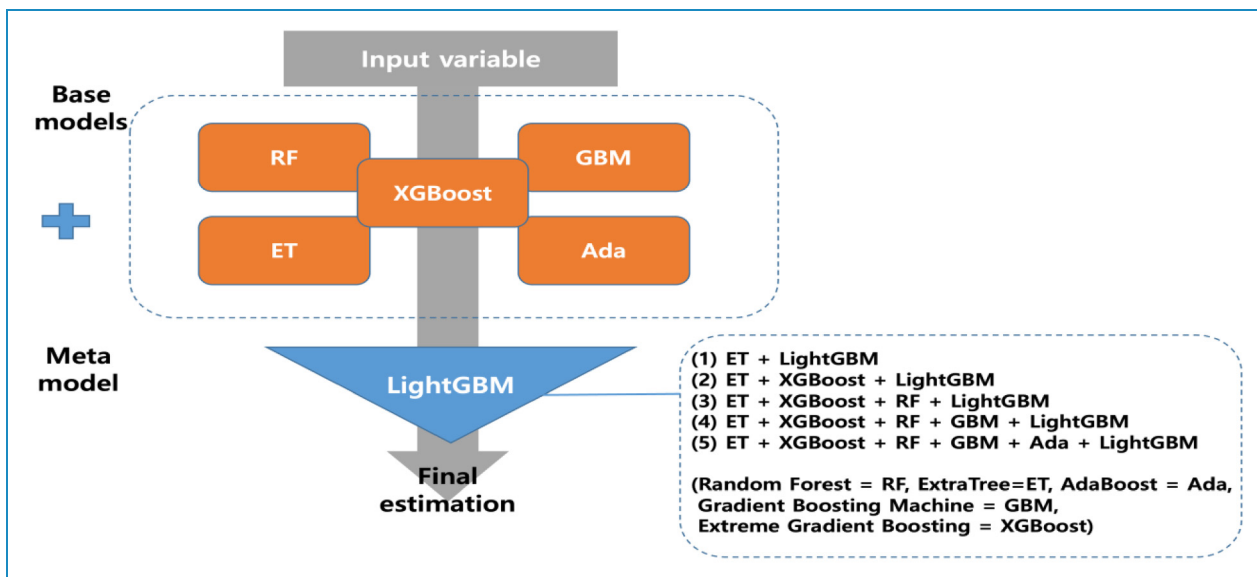 Input variable
Base
models
RF
GBM
XGBoost
ET
Ada
Meta
model
LightGBM
Final
estimation
(1) ET + LightGBM
(2) ET + XGBoost + LightGBM
(3) ET + XGBoost + RF + LightGBM
(4) ET + XGBoost + RF + GBM + LightGBM
(5) ET + XGBoost + RF + GBM + Ada + LightGBM
(Random Forest = RF, ExtraTree=ET, AdaBoost = Ada,
Gradient Boosting Machine = GBM,
Extreme Gradient Boosting = XGBoost)